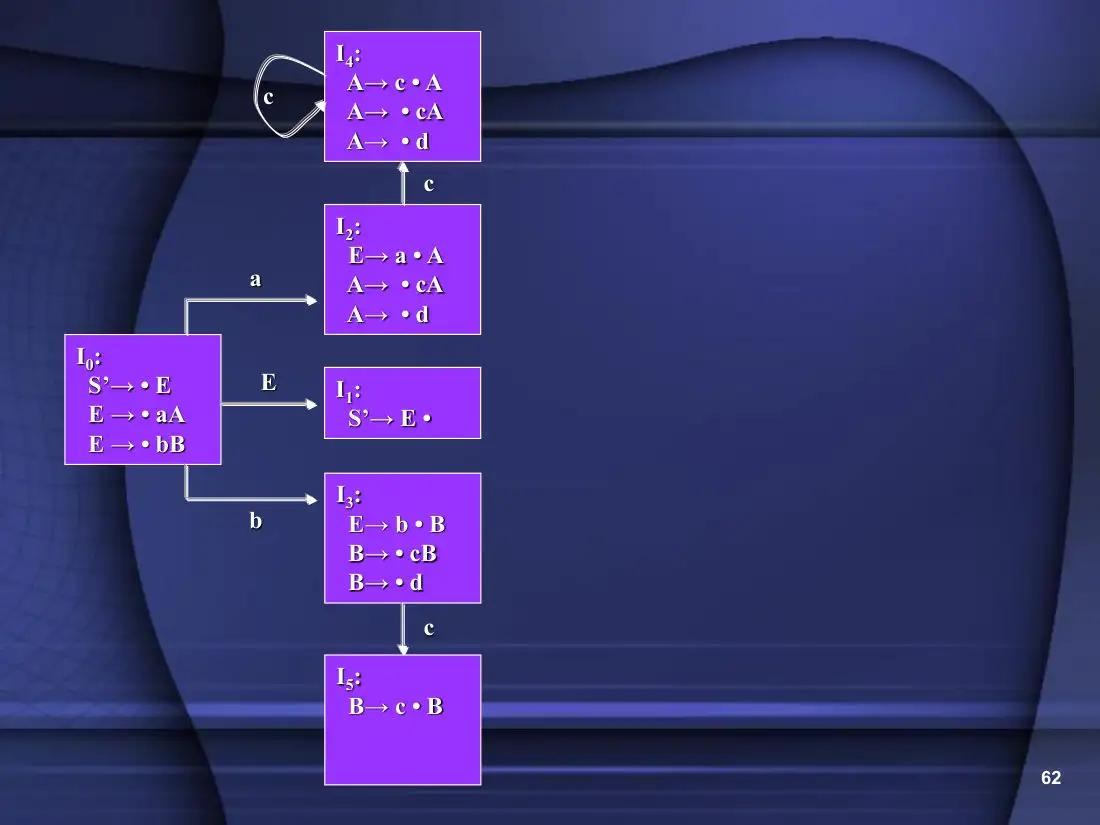 I4:
A→ c • A
A→ • cA
A→ • d
c
c
I2:
E→ a • A
A→ • cA
A→ • d
a
I0:
S’→ • E
E → • aA
E → • bB
E
I1:
S’→ E •
b
I3:
E→ b • B
B→ • cB
B→ • d
c
I5:
B→ c • B
62